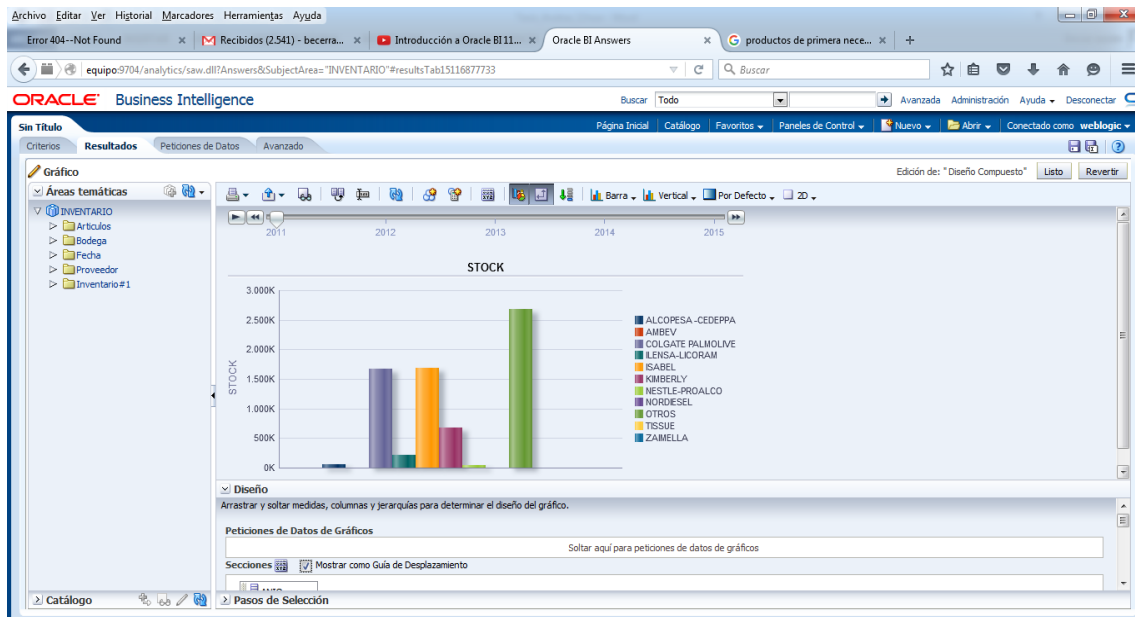 Archivo Editar Ver Historial Marcadores Herramientas Ayuda
Error 404--Not Found × Recibidos (2.541) - becerra... × Introducción a Oracle BI 11... × Oracle BI Answers × productos de primera nece... × +
equipo:9704/analytics/saw.dll?Answers&SubjectArea="INVENTARIO"#resultsTab15116877733 Buscar
ORACLE Business Intelligence Buscar Todo Avanzada Administración Ayuda Desconectar
Sin Título Página Inicial Catálogo Favoritos Paneles de Control Nuevo Abrir Conectado como weblogic
Criterios Resultados Peticiones de Datos Avanzado
Gráfico Edición de: "Diseño Compuesto" Listo Revertir
Áreas temáticas Barra Vertical Por Defecto 2D
INVENTARIO
Articulos
Bodega
Fecha
Proveedor
Inventario#1
2011 2012 2013 2014 2015
STOCK
3.000K
2.500K
2.000K
1.500K
1.000K
500K
0K
STOCK
ALCOPESA -CEDEPPA
AMBEV
COLGATE PALMOLIVE
ILENSA-LICORAM
ISABEL
KIMBERLY
NESTLE-PROALCO
NORDIESEL
OTROS
TISSUE
ZAIMELLA
Diseño
Arrastrar y soltar medidas, columnas y jerarquías para determinar el diseño del gráfico.
Peticiones de Datos de Gráficos
Soltar aquí para peticiones de datos de gráficos
Secciones Mostrar como Guía de Desplazamiento
Catálogo Pasos de Selección